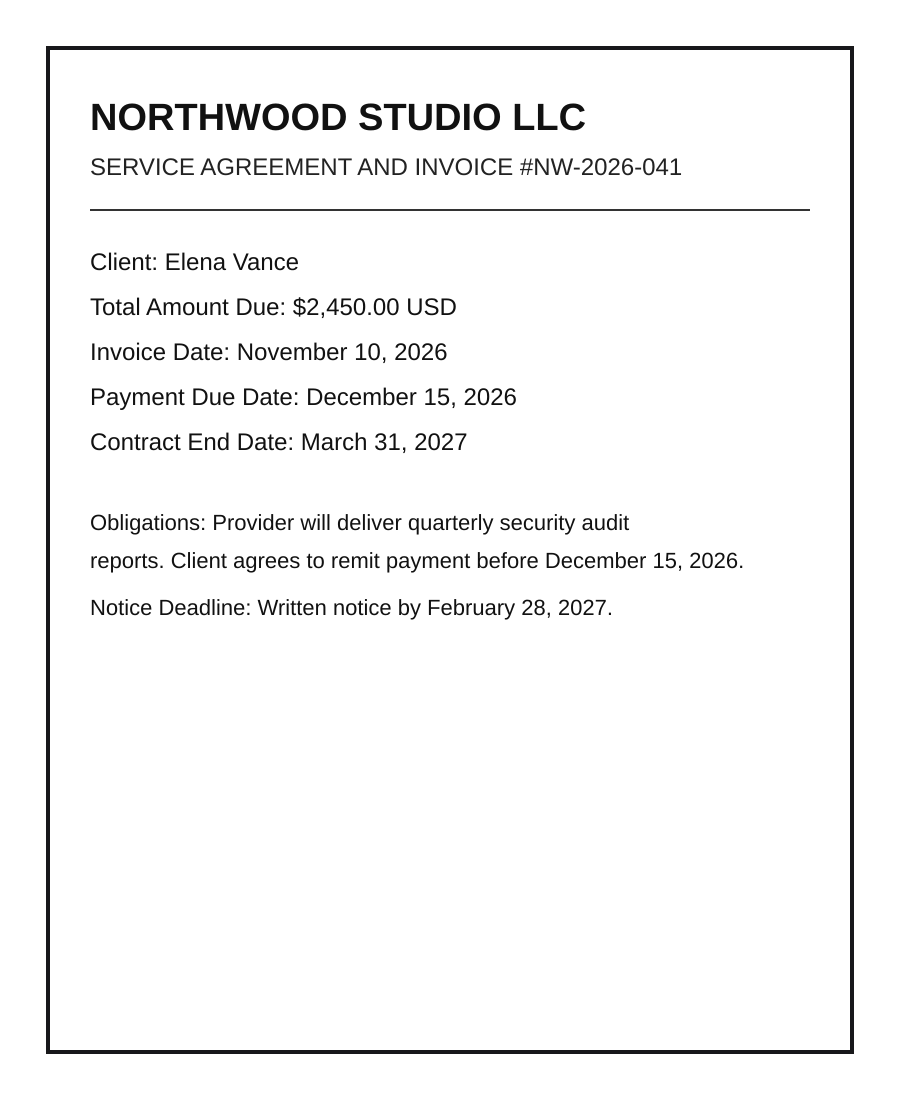 NORTHWOOD STUDIO LLC
SERVICE AGREEMENT AND INVOICE #NW-2026-041
Client: Elena Vance
Total Amount Due: $2,450.00 USD
Invoice Date: November 10, 2026
Payment Due Date: December 15, 2026
Contract End Date: March 31, 2027
Obligations: Provider will deliver quarterly security audit
reports. Client agrees to remit payment before December 15, 2026.
Notice Deadline: Written notice by February 28, 2027.